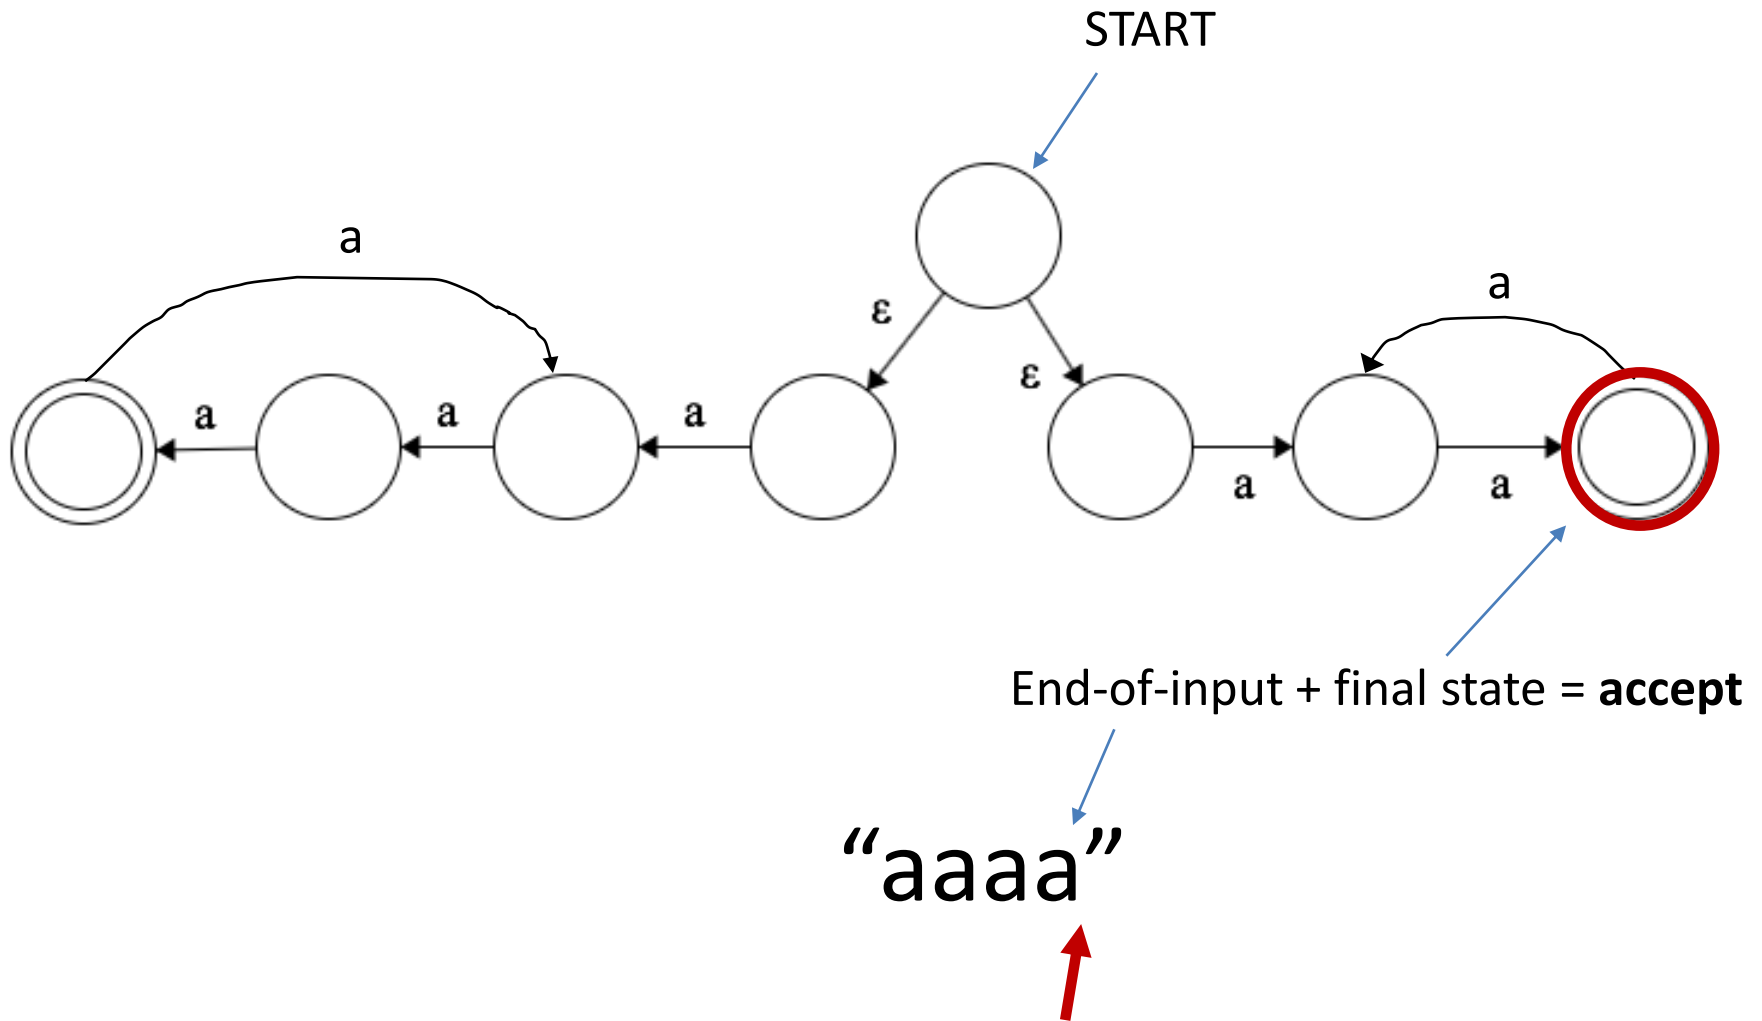 START
a
a
ε
ε
a
a
a
a
a
End-of-input + final state = accept
“aaaa”